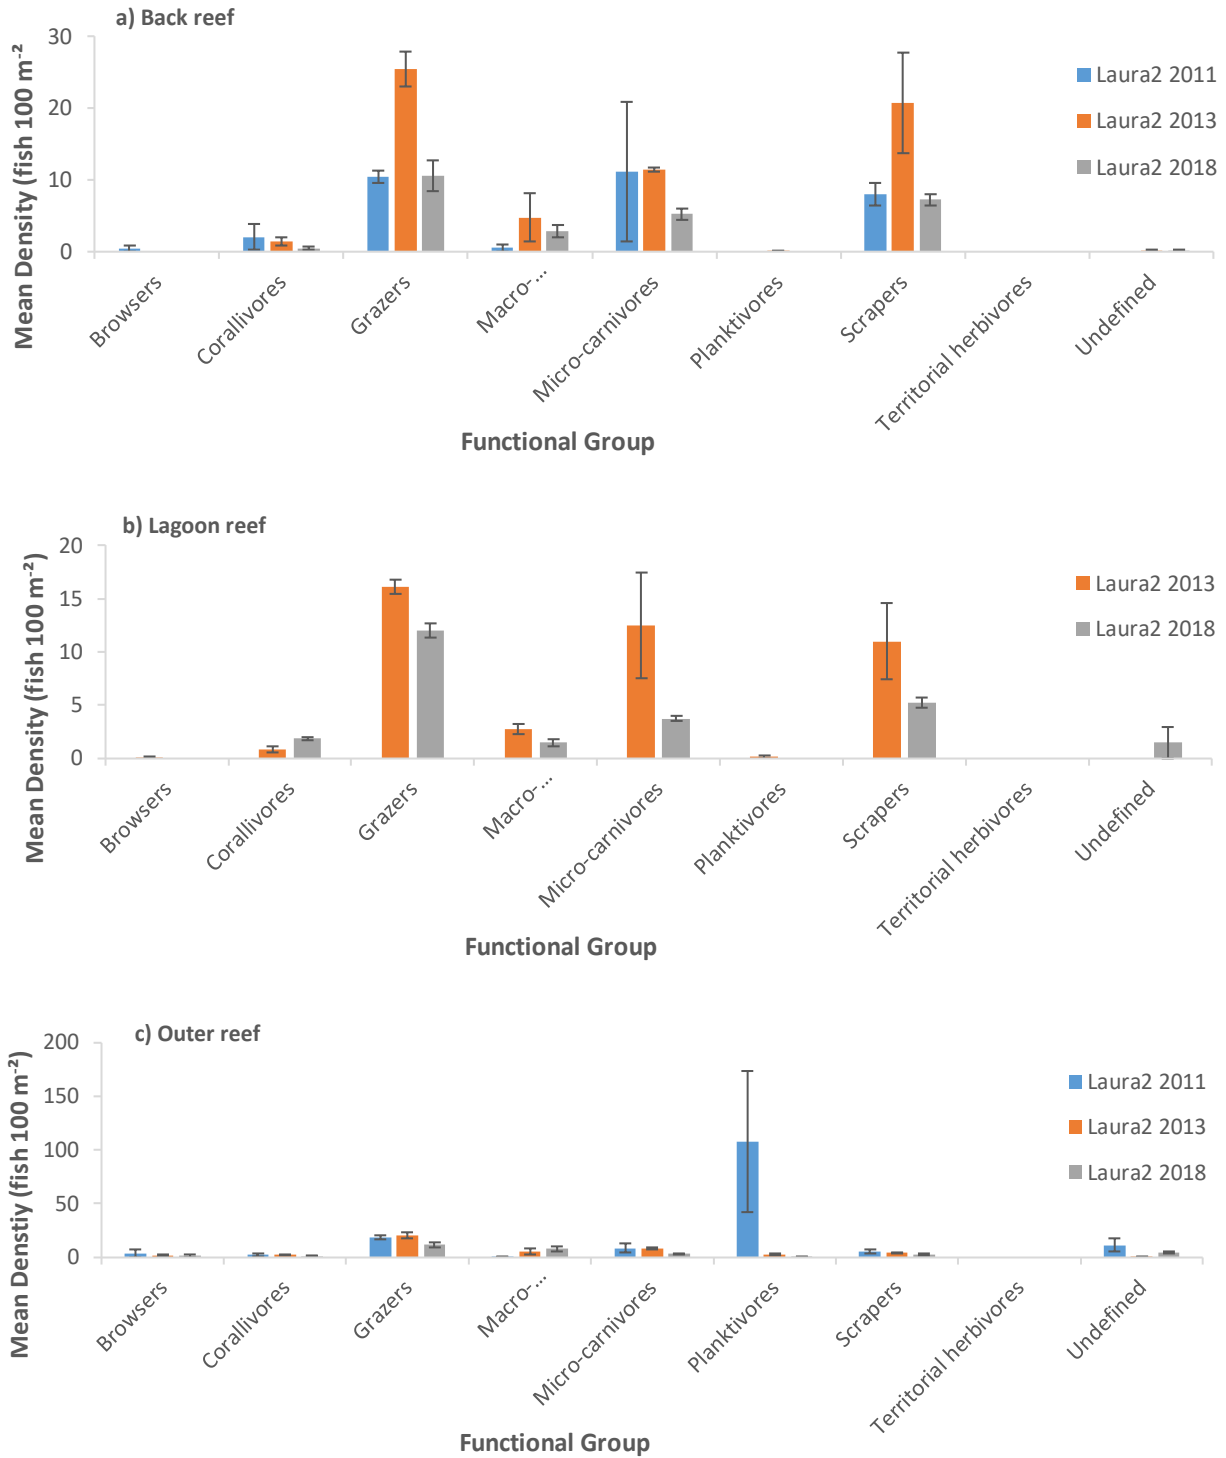 a) Back reef
Mean Density (fish 100 m⁻²
30
20
10
0
Laura2 2011
Laura2 2013
Laura2 2018
Browsers
Corallivores
Grazers
Macro-...
Micro-carnivores
Planktivores
Scrapers
Territorial herbivores
Undefined
Functional Group
b) Lagoon reef
Mean Density (fish 100 m⁻²)
20
15
10
5
0
Laura2 2013
Laura2 2018
Browsers
Corallivores
Grazers
Macro-...
Micro-carnivores
Planktivores
Scrapers
Territorial herbivores
Undefined
Functional Group
c) Outer reef
Mean Denstiy (fish 100 m⁻²)
200
150
100
50
0
Laura2 2011
Laura2 2013
Laura2 2018
Browsers
Corallivores
Grazers
Macro-...
Micro-carnivores
Planktivores
Scrapers
Territorial herbivores
Undefined
Functional Group